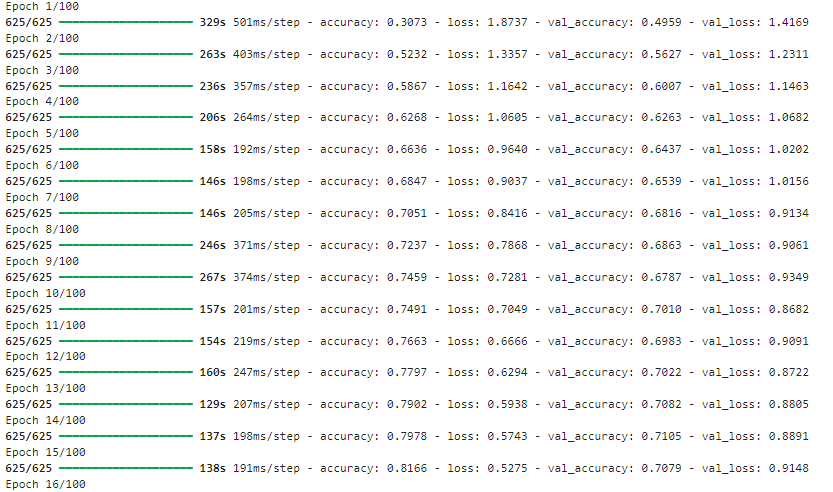 Epoch 1/100
625/625 ━━━━━━━━━━━━━━━━━━━━ 329s 501ms/step - accuracy: 0.3073 - loss: 1.8737 - val_accuracy: 0.4959 - val_loss: 1.4169
Epoch 2/100
625/625 ━━━━━━━━━━━━━━━━━━━━ 263s 403ms/step - accuracy: 0.5232 - loss: 1.3357 - val_accuracy: 0.5627 - val_loss: 1.2311
Epoch 3/100
625/625 ━━━━━━━━━━━━━━━━━━━━ 236s 357ms/step - accuracy: 0.5867 - loss: 1.1642 - val_accuracy: 0.6007 - val_loss: 1.1463
Epoch 4/100
625/625 ━━━━━━━━━━━━━━━━━━━━ 206s 264ms/step - accuracy: 0.6268 - loss: 1.0605 - val_accuracy: 0.6263 - val_loss: 1.0682
Epoch 5/100
625/625 ━━━━━━━━━━━━━━━━━━━━ 158s 192ms/step - accuracy: 0.6636 - loss: 0.9640 - val_accuracy: 0.6437 - val_loss: 1.0202
Epoch 6/100
625/625 ━━━━━━━━━━━━━━━━━━━━ 146s 198ms/step - accuracy: 0.6847 - loss: 0.9037 - val_accuracy: 0.6539 - val_loss: 1.0156
Epoch 7/100
625/625 ━━━━━━━━━━━━━━━━━━━━ 146s 205ms/step - accuracy: 0.7051 - loss: 0.8416 - val_accuracy: 0.6816 - val_loss: 0.9134
Epoch 8/100
625/625 ━━━━━━━━━━━━━━━━━━━━ 246s 371ms/step - accuracy: 0.7237 - loss: 0.7868 - val_accuracy: 0.6863 - val_loss: 0.9061
Epoch 9/100
625/625 ━━━━━━━━━━━━━━━━━━━━ 267s 374ms/step - accuracy: 0.7459 - loss: 0.7281 - val_accuracy: 0.6787 - val_loss: 0.9349
Epoch 10/100
625/625 ━━━━━━━━━━━━━━━━━━━━ 157s 201ms/step - accuracy: 0.7491 - loss: 0.7049 - val_accuracy: 0.7010 - val_loss: 0.8682
Epoch 11/100
625/625 ━━━━━━━━━━━━━━━━━━━━ 154s 219ms/step - accuracy: 0.7663 - loss: 0.6666 - val_accuracy: 0.6983 - val_loss: 0.9091
Epoch 12/100
625/625 ━━━━━━━━━━━━━━━━━━━━ 160s 247ms/step - accuracy: 0.7797 - loss: 0.6294 - val_accuracy: 0.7022 - val_loss: 0.8722
Epoch 13/100
625/625 ━━━━━━━━━━━━━━━━━━━━ 129s 207ms/step - accuracy: 0.7902 - loss: 0.5938 - val_accuracy: 0.7082 - val_loss: 0.8805
Epoch 14/100
625/625 ━━━━━━━━━━━━━━━━━━━━ 137s 198ms/step - accuracy: 0.7978 - loss: 0.5743 - val_accuracy: 0.7105 - val_loss: 0.8891
Epoch 15/100
625/625 ━━━━━━━━━━━━━━━━━━━━ 138s 191ms/step - accuracy: 0.8166 - loss: 0.5275 - val_accuracy: 0.7079 - val_loss: 0.9148
Epoch 16/100